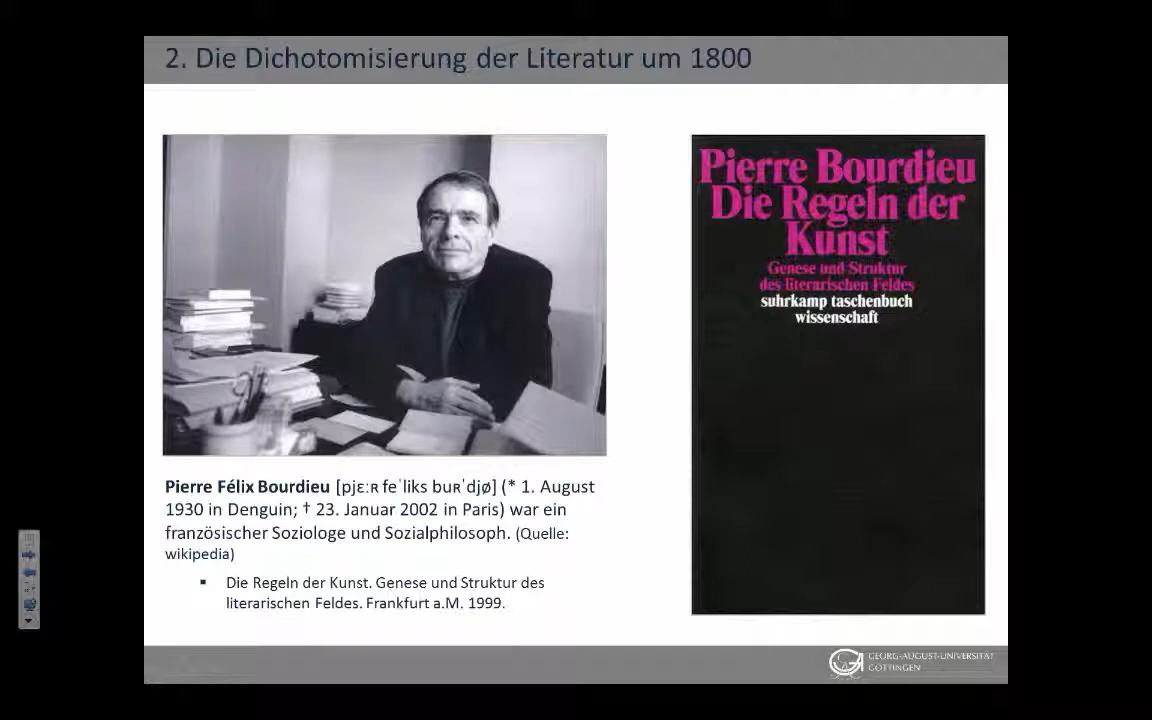 2. Die Dichotomisierung der Literatur um 1800
Pierre Bourdieu
Die Regeln der
Kunst
Genese und Struktur
des literarischen Feldes
suhrkamp taschenbuch
wissenschaft
Pierre Félix Bourdieu [pjɛːʀ feˈliks buʀˈdjø] (* 1. August
1930 in Denguin; † 23. Januar 2002 in Paris) war ein
französischer Soziologe und Sozialphilosoph. (Quelle:
wikipedia)
▪ Die Regeln der Kunst. Genese und Struktur des
literarischen Feldes. Frankfurt a.M. 1999.
GEORG-AUGUST-UNIVERSITÄT
GÖTTINGEN